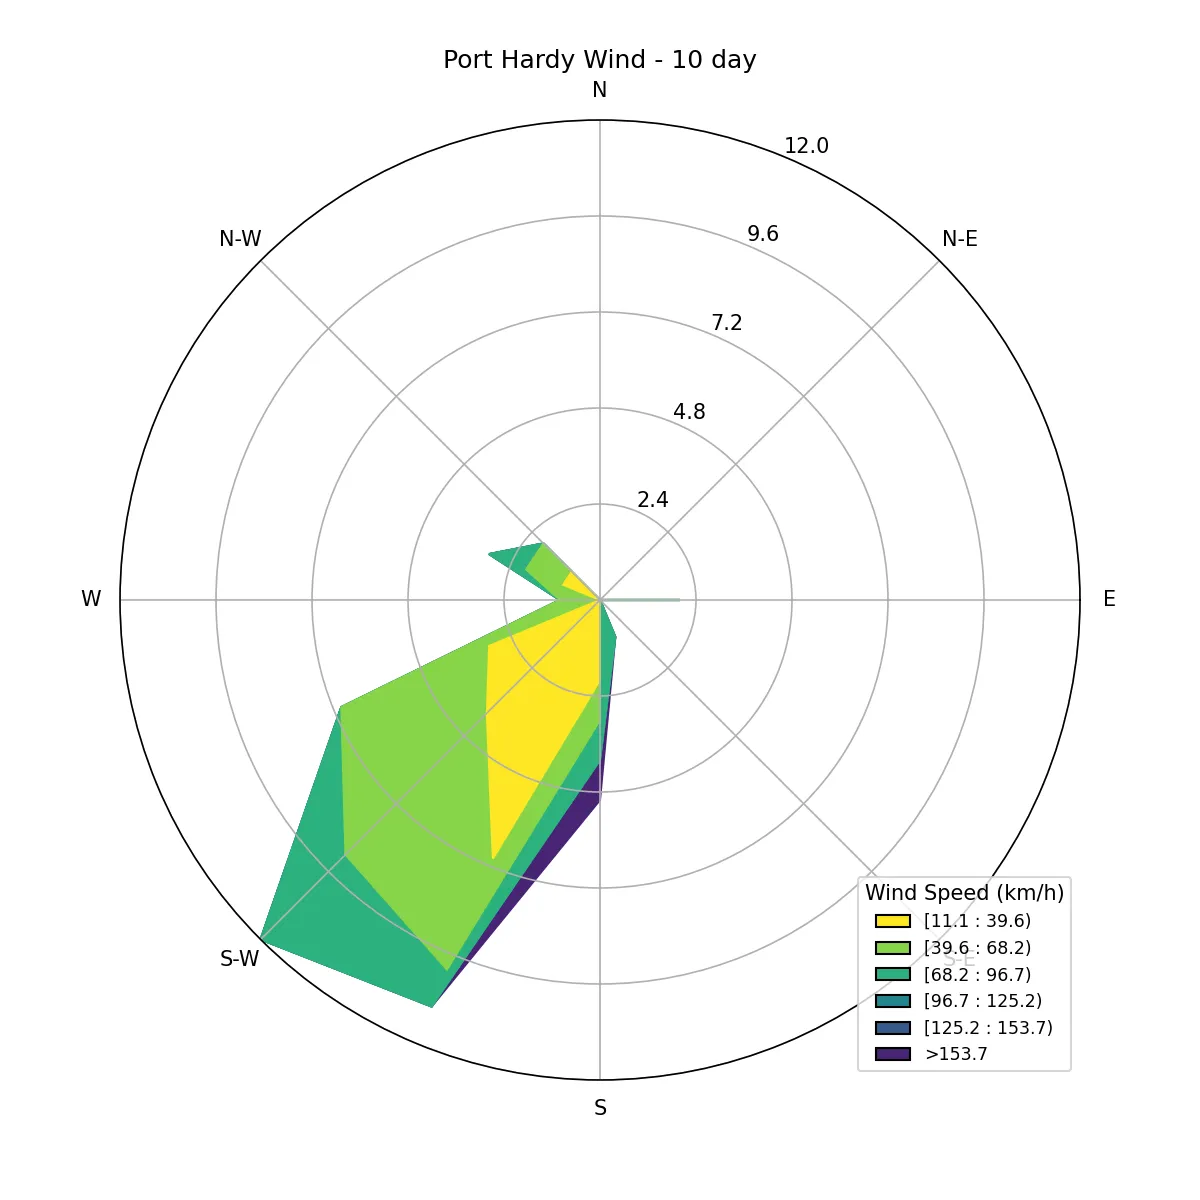 Port Hardy Wind - 10 day
N
12.0
N-W
9.6
N-E
7.2
4.8
2.4
W
E
Wind Speed (km/h)
[11.1 : 39.6)
[39.6 : 68.2)
S-W
S-E
[68.2 : 96.7)
[96.7 : 125.2)
[125.2 : 153.7)
>153.7
S